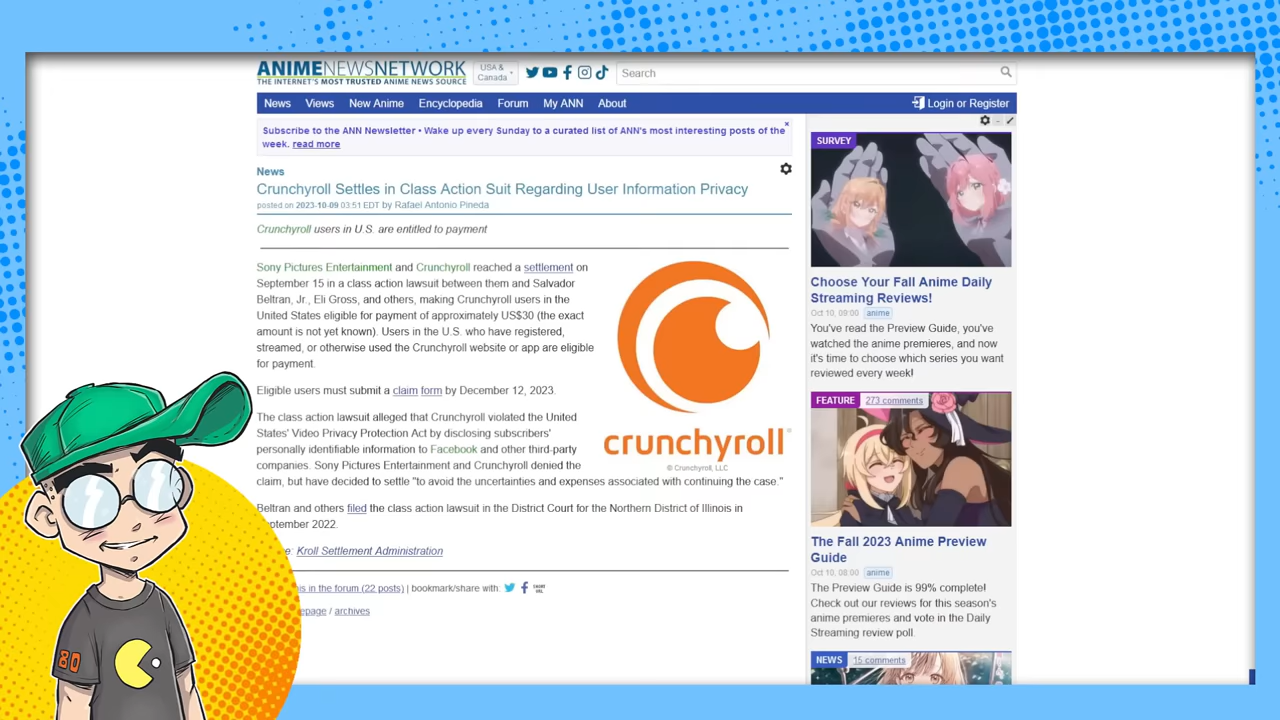 ANIMENEWSNETWORK
THE INTERNET'S MOST TRUSTED ANIME NEWS SOURCE
USA &
Canada
Search
News Views New Anime Encyclopedia Forum My ANN About Login or Register
Subscribe to the ANN Newsletter • Wake up every Sunday to a curated list of ANN's most interesting posts of the
week. read more
News
Crunchyroll Settles in Class Action Suit Regarding User Information Privacy
posted on 2023-10-09 03:51 EDT by Rafael Antonio Pineda
Crunchyroll users in U.S. are entitled to payment
Sony Pictures Entertainment and Crunchyroll reached a settlement on
September 15 in a class action lawsuit between them and Salvador
Beltran, Jr., Eli Gross, and others, making Crunchyroll users in the
United States eligible for payment of approximately US$30 (the exact
amount is not yet known). Users in the U.S. who have registered,
streamed, or otherwise used the Crunchyroll website or app are eligible
for payment.
Eligible users must submit a claim form by December 12, 2023.
The class action lawsuit alleged that Crunchyroll violated the United
States' Video Privacy Protection Act by disclosing subscribers'
personally identifiable information to Facebook and other third-party
companies. Sony Pictures Entertainment and Crunchyroll denied the
claim, but have decided to settle "to avoid the uncertainties and expenses associated with continuing the case."
Beltran and others filed the class action lawsuit in the District Court for the Northern District of Illinois in
eptember 2022.
e: Kroll Settlement Administration
is in the forum (22 posts) | bookmark/share with:
epage / archives
crunchyroll®
© Crunchyroll, LLC
SURVEY
Choose Your Fall Anime Daily
Streaming Reviews!
Oct 10, 09:00 anime
You've read the Preview Guide, you've
watched the anime premieres, and now
it's time to choose which series you want
reviewed every week!
FEATURE 273 comments
The Fall 2023 Anime Preview
Guide
Oct 10, 08:00 anime
The Preview Guide is 99% complete!
Check out our reviews for this season's
anime premieres and vote in the Daily
Streaming review poll.
NEWS 15 comments
80